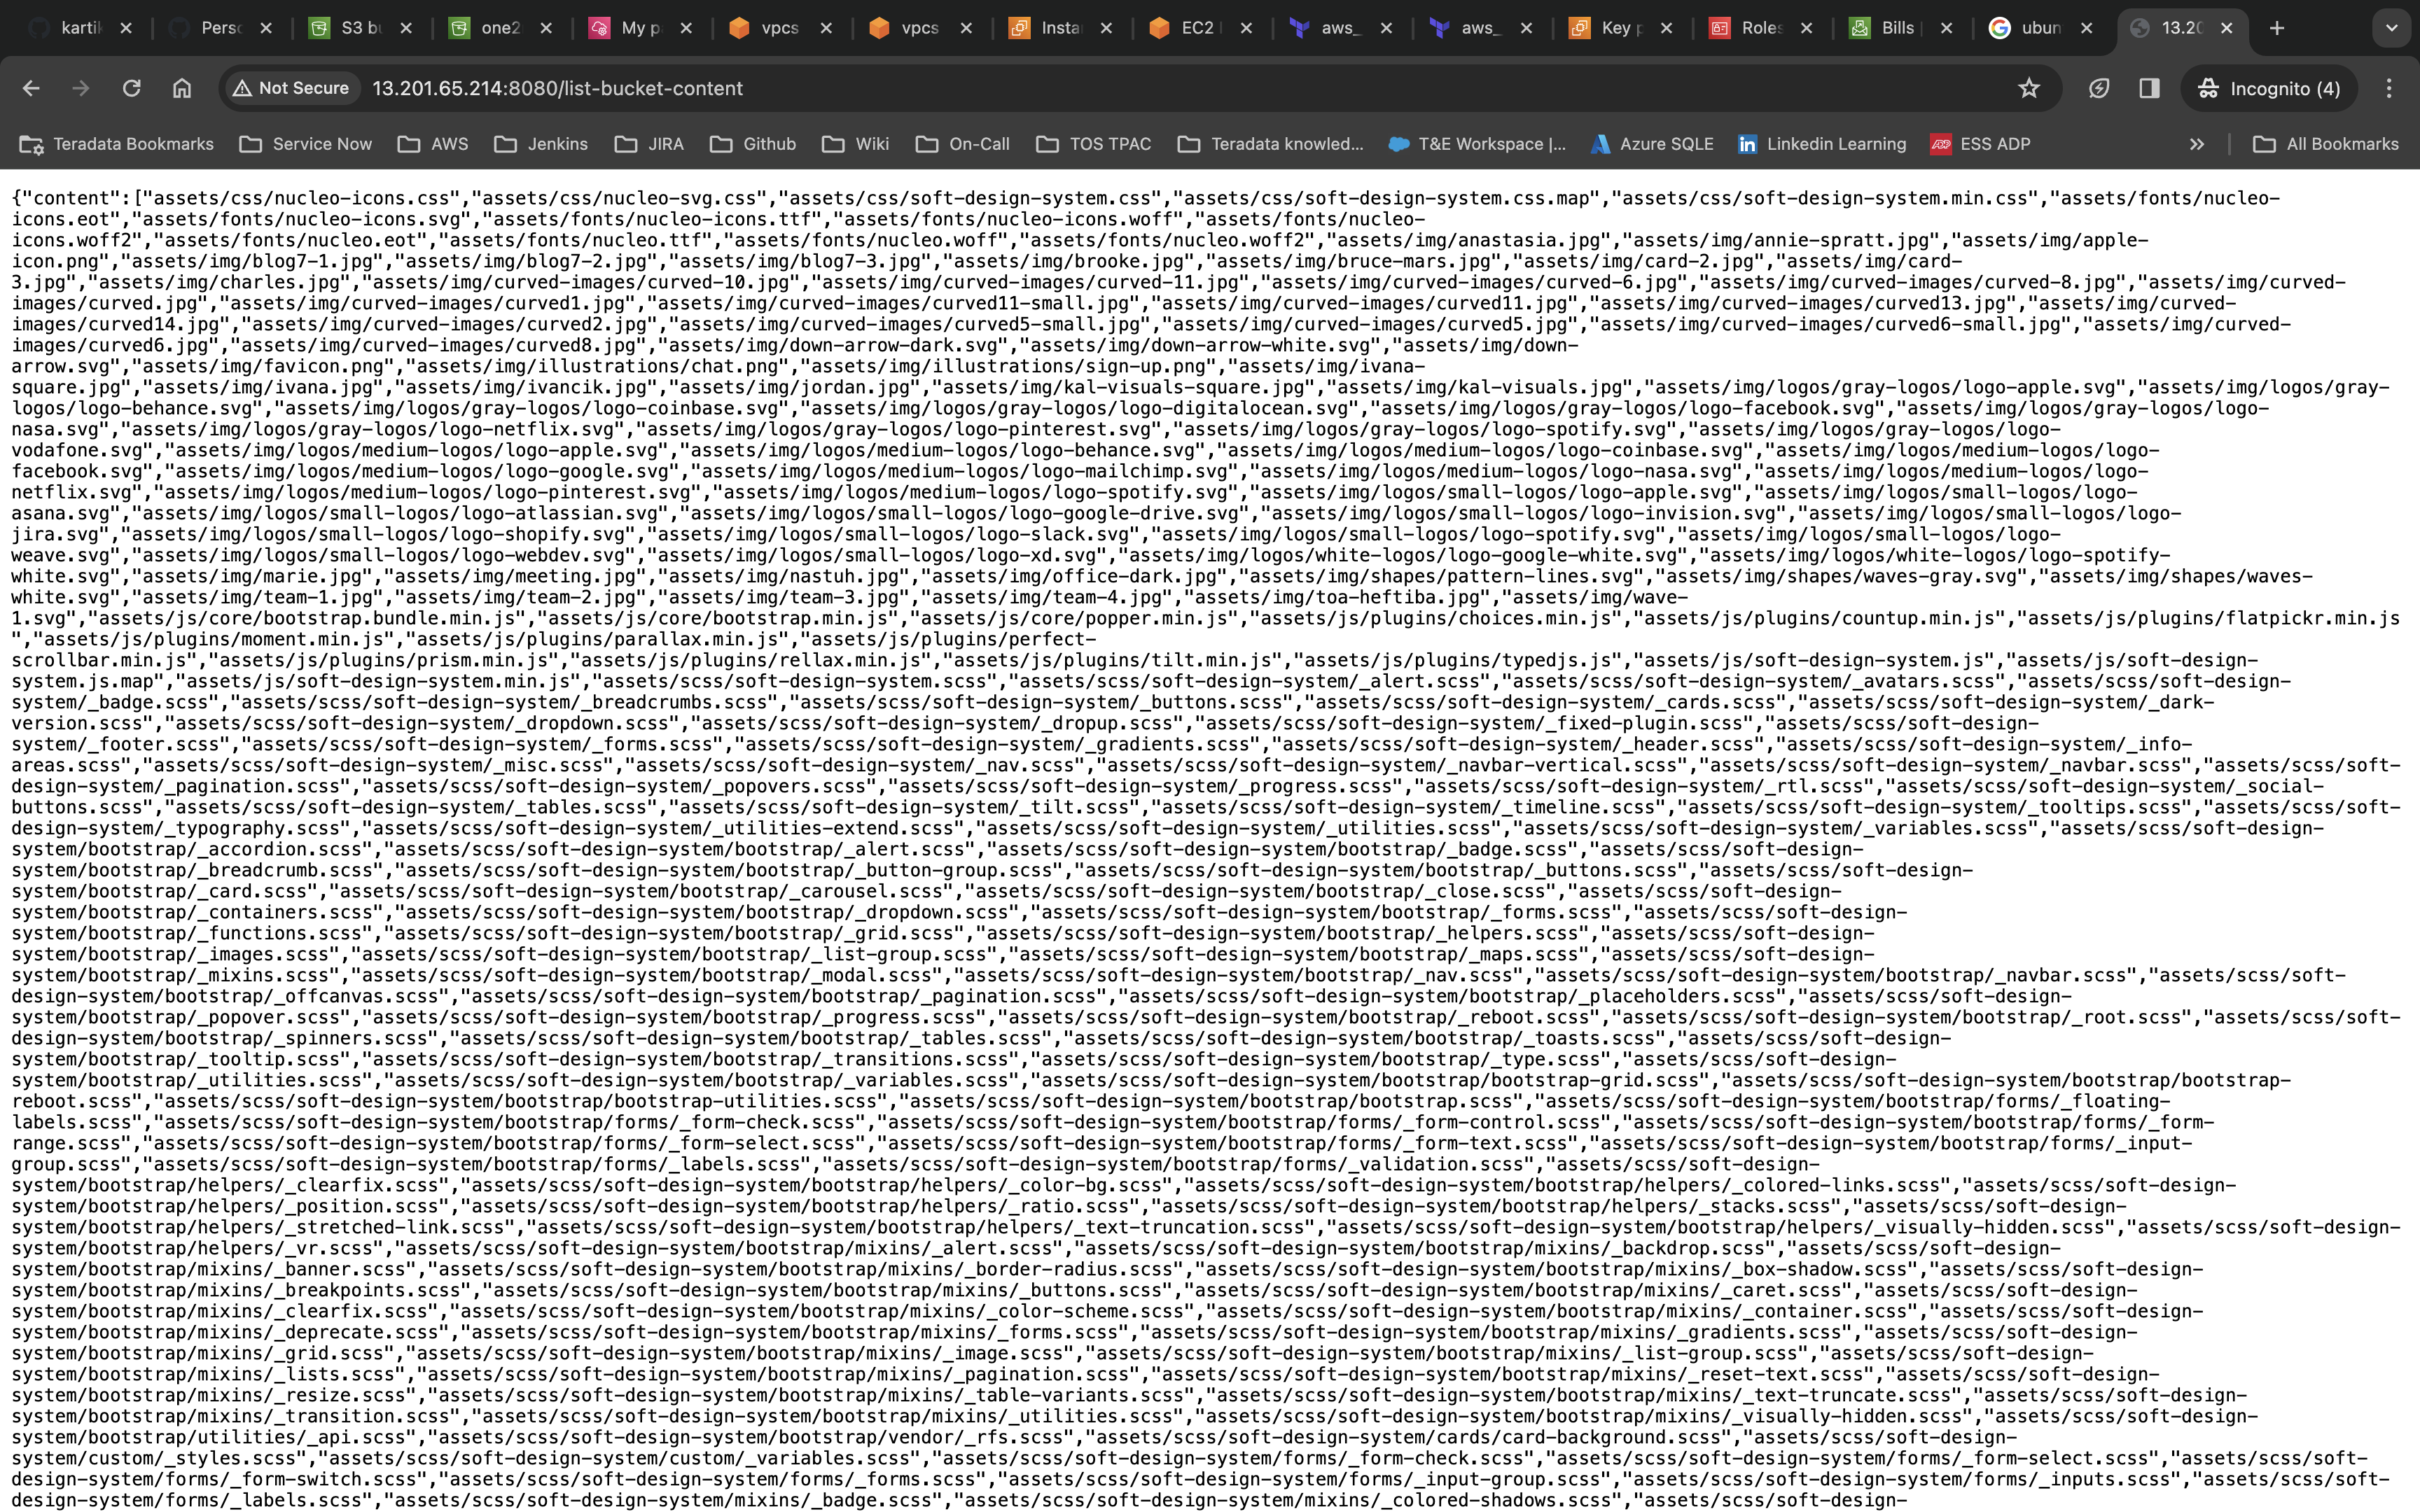 kartik
Perso
S3 bu
one2
My p
vpcs
vpcs
Insta
EC2
aws_
aws_
Key p
Roles
Bills
ubun
13.20
Not Secure
13.201.65.214:8080/list-bucket-content
Incognito (4)
Teradata Bookmarks
Service Now
AWS
Jenkins
JIRA
Github
Wiki
On-Call
TOS TPAC
Teradata knowled...
T&E Workspace |...
Azure SQLE
Linkedin Learning
ESS ADP
All Bookmarks
{"content":["assets/css/nucleo-icons.css","assets/css/nucleo-svg.css","assets/css/soft-design-system.css","assets/css/soft-design-system.css.map","assets/css/soft-design-system.min.css","assets/fonts/nucleo-
icons.eot","assets/fonts/nucleo-icons.svg","assets/fonts/nucleo-icons.ttf","assets/fonts/nucleo-icons.woff","assets/fonts/nucleo-
icons.woff2","assets/fonts/nucleo.eot","assets/fonts/nucleo.ttf","assets/fonts/nucleo.woff","assets/fonts/nucleo.woff2","assets/img/anastasia.jpg","assets/img/annie-spratt.jpg","assets/img/apple-
icon.png","assets/img/blog7-1.jpg","assets/img/blog7-2.jpg","assets/img/blog7-3.jpg","assets/img/brooke.jpg","assets/img/bruce-mars.jpg","assets/img/card-2.jpg","assets/img/card-
3.jpg","assets/img/charles.jpg","assets/img/curved-images/curved-10.jpg","assets/img/curved-images/curved-11.jpg","assets/img/curved-images/curved-6.jpg","assets/img/curved-images/curved-8.jpg","assets/img/curved-
images/curved.jpg","assets/img/curved-images/curved1.jpg","assets/img/curved-images/curved11-small.jpg","assets/img/curved-images/curved11.jpg","assets/img/curved-images/curved13.jpg","assets/img/curved-
images/curved14.jpg","assets/img/curved-images/curved2.jpg","assets/img/curved-images/curved5-small.jpg","assets/img/curved-images/curved5.jpg","assets/img/curved-images/curved6-small.jpg","assets/img/curved-
images/curved6.jpg","assets/img/curved-images/curved8.jpg","assets/img/down-arrow-dark.svg","assets/img/down-arrow-white.svg","assets/img/down-
arrow.svg","assets/img/favicon.png","assets/img/illustrations/chat.png","assets/img/illustrations/sign-up.png","assets/img/ivana-
square.jpg","assets/img/ivana.jpg","assets/img/ivancik.jpg","assets/img/jordan.jpg","assets/img/kal-visuals-square.jpg","assets/img/kal-visuals.jpg","assets/img/logos/gray-logos/logo-apple.svg","assets/img/logos/gray-
logos/logo-behance.svg","assets/img/logos/gray-logos/logo-coinbase.svg","assets/img/logos/gray-logos/logo-digitalocean.svg","assets/img/logos/gray-logos/logo-facebook.svg","assets/img/logos/gray-logos/logo-
nasa.svg","assets/img/logos/gray-logos/logo-netflix.svg","assets/img/logos/gray-logos/logo-pinterest.svg","assets/img/logos/gray-logos/logo-spotify.svg","assets/img/logos/gray-logos/logo-
vodafone.svg","assets/img/logos/medium-logos/logo-apple.svg","assets/img/logos/medium-logos/logo-behance.svg","assets/img/logos/medium-logos/logo-coinbase.svg","assets/img/logos/medium-logos/logo-
facebook.svg","assets/img/logos/medium-logos/logo-google.svg","assets/img/logos/medium-logos/logo-mailchimp.svg","assets/img/logos/medium-logos/logo-nasa.svg","assets/img/logos/medium-logos/logo-
netflix.svg","assets/img/logos/medium-logos/logo-pinterest.svg","assets/img/logos/medium-logos/logo-spotify.svg","assets/img/logos/small-logos/logo-apple.svg","assets/img/logos/small-logos/logo-
asana.svg","assets/img/logos/small-logos/logo-atlassian.svg","assets/img/logos/small-logos/logo-google-drive.svg","assets/img/logos/small-logos/logo-invision.svg","assets/img/logos/small-logos/logo-
jira.svg","assets/img/logos/small-logos/logo-shopify.svg","assets/img/logos/small-logos/logo-slack.svg","assets/img/logos/small-logos/logo-spotify.svg","assets/img/logos/small-logos/logo-
weave.svg","assets/img/logos/small-logos/logo-webdev.svg","assets/img/logos/small-logos/logo-xd.svg","assets/img/logos/white-logos/logo-google-white.svg","assets/img/logos/white-logos/logo-spotify-
white.svg","assets/img/marie.jpg","assets/img/meeting.jpg","assets/img/nastuh.jpg","assets/img/office-dark.jpg","assets/img/shapes/pattern-lines.svg","assets/img/shapes/waves-gray.svg","assets/img/shapes/waves-
white.svg","assets/img/team-1.jpg","assets/img/team-2.jpg","assets/img/team-3.jpg","assets/img/team-4.jpg","assets/img/toa-heftiba.jpg","assets/img/wave-
1.svg","assets/js/core/bootstrap.bundle.min.js","assets/js/core/bootstrap.min.js","assets/js/core/popper.min.js","assets/js/plugins/choices.min.js","assets/js/plugins/countup.min.js","assets/js/plugins/flatpickr.min.js
","assets/js/plugins/moment.min.js","assets/js/plugins/parallax.min.js","assets/js/plugins/perfect-
scrollbar.min.js","assets/js/plugins/prism.min.js","assets/js/plugins/rellax.min.js","assets/js/plugins/tilt.min.js","assets/js/plugins/typedjs.js","assets/js/soft-design-system.js","assets/js/soft-design-
system.js.map","assets/js/soft-design-system.min.js","assets/scss/soft-design-system.scss","assets/scss/soft-design-system/_alert.scss","assets/scss/soft-design-system/_avatars.scss","assets/scss/soft-design-
system/_badge.scss","assets/scss/soft-design-system/_breadcrumbs.scss","assets/scss/soft-design-system/_buttons.scss","assets/scss/soft-design-system/_cards.scss","assets/scss/soft-design-system/_dark-
version.scss","assets/scss/soft-design-system/_dropdown.scss","assets/scss/soft-design-system/_dropup.scss","assets/scss/soft-design-system/_fixed-plugin.scss","assets/scss/soft-design-
system/_footer.scss","assets/scss/soft-design-system/_forms.scss","assets/scss/soft-design-system/_gradients.scss","assets/scss/soft-design-system/_header.scss","assets/scss/soft-design-system/_info-
areas.scss","assets/scss/soft-design-system/_misc.scss","assets/scss/soft-design-system/_nav.scss","assets/scss/soft-design-system/_navbar-vertical.scss","assets/scss/soft-design-system/_navbar.scss","assets/scss/soft-
design-system/_pagination.scss","assets/scss/soft-design-system/_popovers.scss","assets/scss/soft-design-system/_progress.scss","assets/scss/soft-design-system/_rtl.scss","assets/scss/soft-design-system/_social-
buttons.scss","assets/scss/soft-design-system/_tables.scss","assets/scss/soft-design-system/_tilt.scss","assets/scss/soft-design-system/_timeline.scss","assets/scss/soft-design-system/_tooltips.scss","assets/scss/soft-
design-system/_typography.scss","assets/scss/soft-design-system/_utilities-extend.scss","assets/scss/soft-design-system/_utilities.scss","assets/scss/soft-design-system/_variables.scss","assets/scss/soft-design-
system/bootstrap/_accordion.scss","assets/scss/soft-design-system/bootstrap/_alert.scss","assets/scss/soft-design-system/bootstrap/_badge.scss","assets/scss/soft-design-
system/bootstrap/_breadcrumb.scss","assets/scss/soft-design-system/bootstrap/_button-group.scss","assets/scss/soft-design-system/bootstrap/_buttons.scss","assets/scss/soft-design-
system/bootstrap/_card.scss","assets/scss/soft-design-system/bootstrap/_carousel.scss","assets/scss/soft-design-system/bootstrap/_close.scss","assets/scss/soft-design-
system/bootstrap/_containers.scss","assets/scss/soft-design-system/bootstrap/_dropdown.scss","assets/scss/soft-design-system/bootstrap/_forms.scss","assets/scss/soft-design-
system/bootstrap/_functions.scss","assets/scss/soft-design-system/bootstrap/_grid.scss","assets/scss/soft-design-system/bootstrap/_helpers.scss","assets/scss/soft-design-
system/bootstrap/_images.scss","assets/scss/soft-design-system/bootstrap/_list-group.scss","assets/scss/soft-design-system/bootstrap/_maps.scss","assets/scss/soft-design-
system/bootstrap/_mixins.scss","assets/scss/soft-design-system/bootstrap/_modal.scss","assets/scss/soft-design-system/bootstrap/_nav.scss","assets/scss/soft-design-system/bootstrap/_navbar.scss","assets/scss/soft-
design-system/bootstrap/_offcanvas.scss","assets/scss/soft-design-system/bootstrap/_pagination.scss","assets/scss/soft-design-system/bootstrap/_placeholders.scss","assets/scss/soft-design-
system/bootstrap/_popover.scss","assets/scss/soft-design-system/bootstrap/_progress.scss","assets/scss/soft-design-system/bootstrap/_reboot.scss","assets/scss/soft-design-system/bootstrap/_root.scss","assets/scss/soft-
design-system/bootstrap/_spinners.scss","assets/scss/soft-design-system/bootstrap/_tables.scss","assets/scss/soft-design-system/bootstrap/_toasts.scss","assets/scss/soft-design-
system/bootstrap/_tooltip.scss","assets/scss/soft-design-system/bootstrap/_transitions.scss","assets/scss/soft-design-system/bootstrap/_type.scss","assets/scss/soft-design-
system/bootstrap/_utilities.scss","assets/scss/soft-design-system/bootstrap/_variables.scss","assets/scss/soft-design-system/bootstrap/bootstrap-grid.scss","assets/scss/soft-design-system/bootstrap/bootstrap-
reboot.scss","assets/scss/soft-design-system/bootstrap/bootstrap-utilities.scss","assets/scss/soft-design-system/bootstrap/bootstrap.scss","assets/scss/soft-design-system/bootstrap/forms/_floating-
labels.scss","assets/scss/soft-design-system/bootstrap/forms/_form-check.scss","assets/scss/soft-design-system/bootstrap/forms/_form-control.scss","assets/scss/soft-design-system/bootstrap/forms/_form-
range.scss","assets/scss/soft-design-system/bootstrap/forms/_form-select.scss","assets/scss/soft-design-system/bootstrap/forms/_form-text.scss","assets/scss/soft-design-system/bootstrap/forms/_input-
group.scss","assets/scss/soft-design-system/bootstrap/forms/_labels.scss","assets/scss/soft-design-system/bootstrap/forms/_validation.scss","assets/scss/soft-design-
system/bootstrap/helpers/_clearfix.scss","assets/scss/soft-design-system/bootstrap/helpers/_color-bg.scss","assets/scss/soft-design-system/bootstrap/helpers/_colored-links.scss","assets/scss/soft-design-
system/bootstrap/helpers/_position.scss","assets/scss/soft-design-system/bootstrap/helpers/_ratio.scss","assets/scss/soft-design-system/bootstrap/helpers/_stacks.scss","assets/scss/soft-design-
system/bootstrap/helpers/_stretched-link.scss","assets/scss/soft-design-system/bootstrap/helpers/_text-truncation.scss","assets/scss/soft-design-system/bootstrap/helpers/_visually-hidden.scss","assets/scss/soft-design-
system/bootstrap/helpers/_vr.scss","assets/scss/soft-design-system/bootstrap/mixins/_alert.scss","assets/scss/soft-design-system/bootstrap/mixins/_backdrop.scss","assets/scss/soft-design-
system/bootstrap/mixins/_banner.scss","assets/scss/soft-design-system/bootstrap/mixins/_border-radius.scss","assets/scss/soft-design-system/bootstrap/mixins/_box-shadow.scss","assets/scss/soft-design-
system/bootstrap/mixins/_breakpoints.scss","assets/scss/soft-design-system/bootstrap/mixins/_buttons.scss","assets/scss/soft-design-system/bootstrap/mixins/_caret.scss","assets/scss/soft-design-
system/bootstrap/mixins/_clearfix.scss","assets/scss/soft-design-system/bootstrap/mixins/_color-scheme.scss","assets/scss/soft-design-system/bootstrap/mixins/_container.scss","assets/scss/soft-design-
system/bootstrap/mixins/_deprecate.scss","assets/scss/soft-design-system/bootstrap/mixins/_forms.scss","assets/scss/soft-design-system/bootstrap/mixins/_gradients.scss","assets/scss/soft-design-
system/bootstrap/mixins/_grid.scss","assets/scss/soft-design-system/bootstrap/mixins/_image.scss","assets/scss/soft-design-system/bootstrap/mixins/_list-group.scss","assets/scss/soft-design-
system/bootstrap/mixins/_lists.scss","assets/scss/soft-design-system/bootstrap/mixins/_pagination.scss","assets/scss/soft-design-system/bootstrap/mixins/_reset-text.scss","assets/scss/soft-design-
system/bootstrap/mixins/_resize.scss","assets/scss/soft-design-system/bootstrap/mixins/_table-variants.scss","assets/scss/soft-design-system/bootstrap/mixins/_text-truncate.scss","assets/scss/soft-design-
system/bootstrap/mixins/_transition.scss","assets/scss/soft-design-system/bootstrap/mixins/_utilities.scss","assets/scss/soft-design-system/bootstrap/mixins/_visually-hidden.scss","assets/scss/soft-design-
system/bootstrap/utilities/_api.scss","assets/scss/soft-design-system/bootstrap/vendor/_rfs.scss","assets/scss/soft-design-system/cards/card-background.scss","assets/scss/soft-design-
system/custom/_styles.scss","assets/scss/soft-design-system/custom/_variables.scss","assets/scss/soft-design-system/forms/_form-check.scss","assets/scss/soft-design-system/forms/_form-select.scss","assets/scss/soft-
design-system/forms/_form-switch.scss","assets/scss/soft-design-system/forms/_forms.scss","assets/scss/soft-design-system/forms/_input-group.scss","assets/scss/soft-design-system/forms/_inputs.scss","assets/scss/soft-
design-system/forms/_labels.scss","assets/scss/soft-design-system/mixins/_badge.scss","assets/scss/soft-design-system/mixins/_colored-shadows.scss","assets/scss/soft-design-